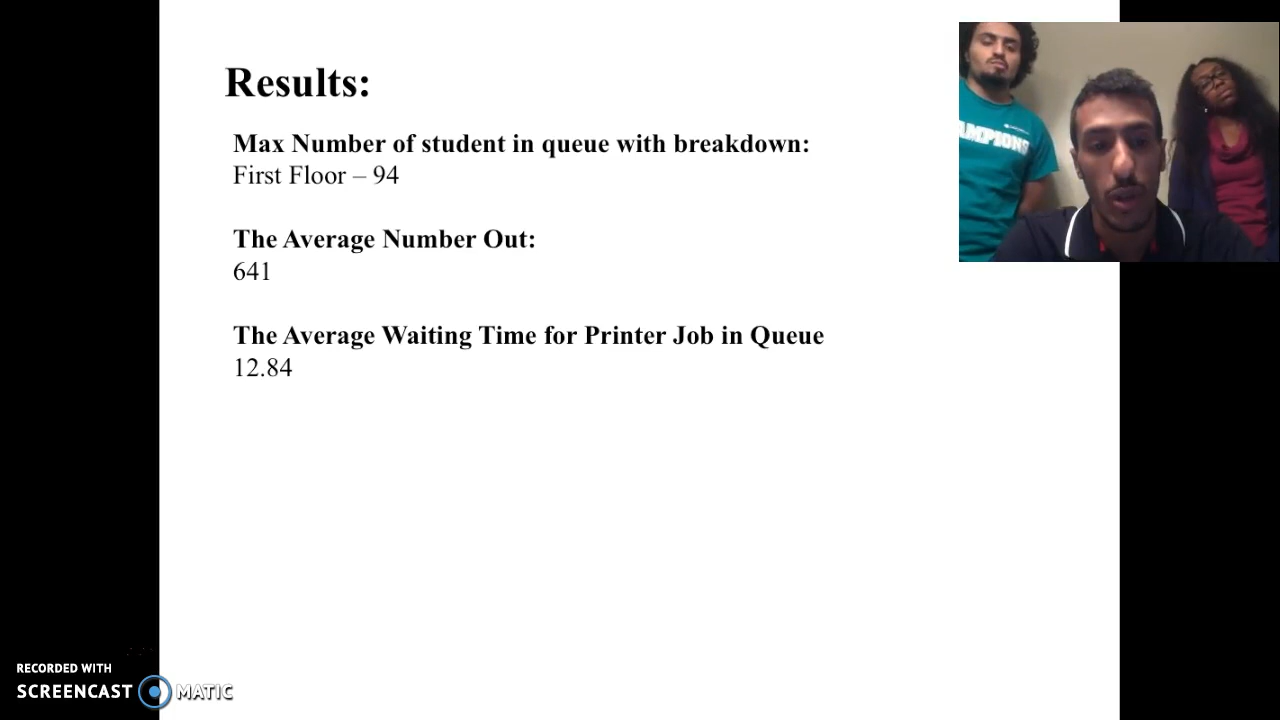 Results:
Max Number of student in queue with breakdown:
First Floor – 94
The Average Number Out:
641
The Average Waiting Time for Printer Job in Queue
12.84
AMPIONS
RECORDED WITH
SCREENCAST MATIC